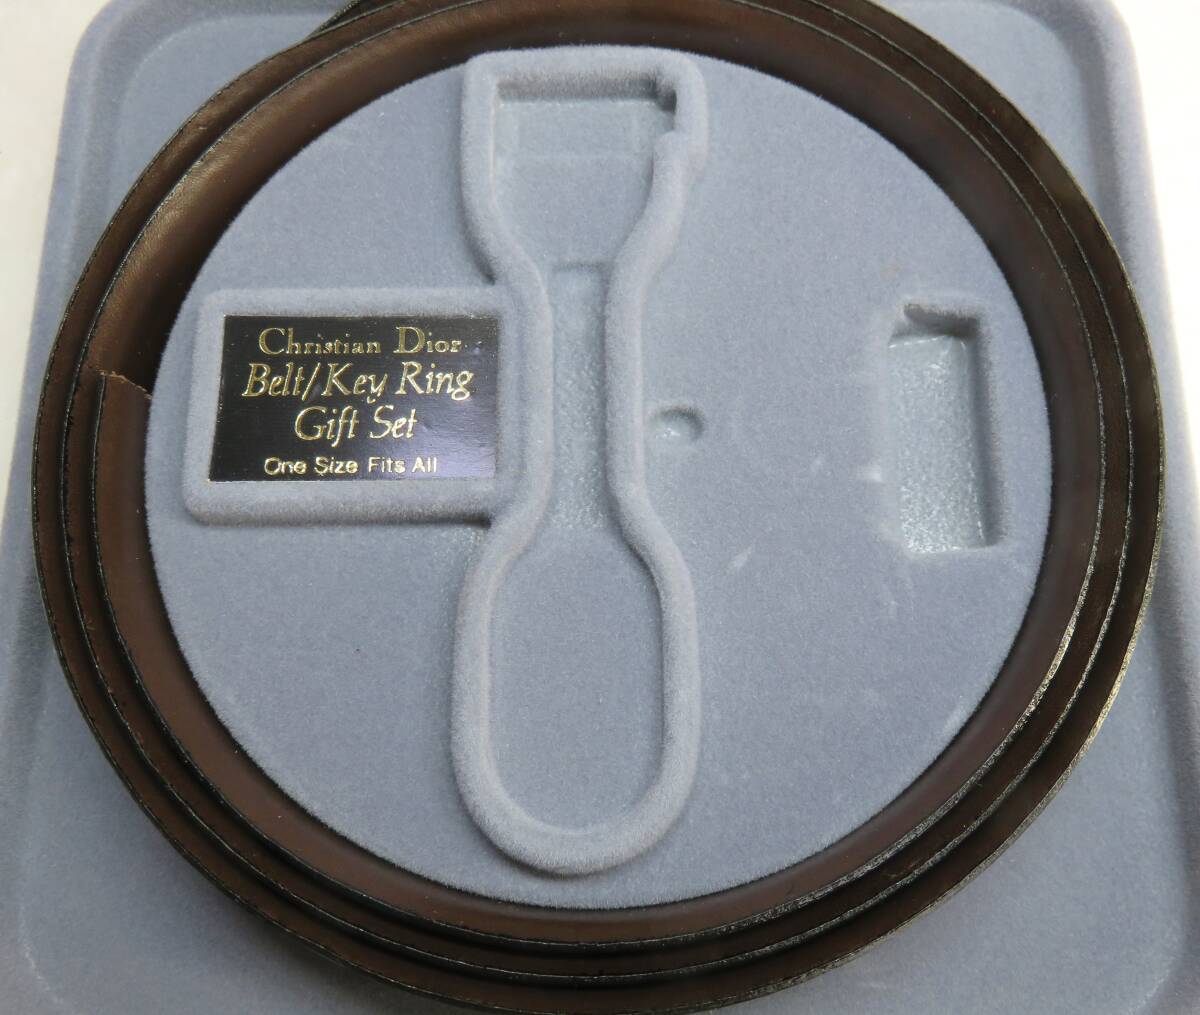 Christian Dior
Belt/Key Ring
Gift Set
One Size Fits All